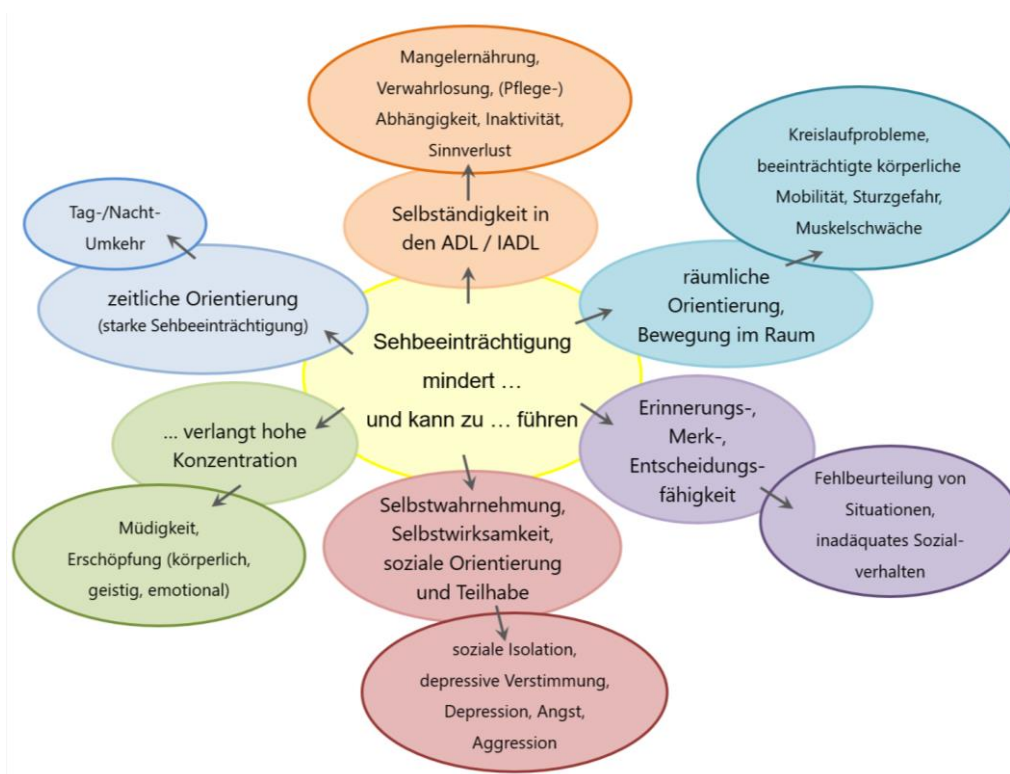 Mangelernährung,
Verwahrlosung, (Pflege-)
Abhängigkeit, Inaktivität,
Sinnverlust
Selbständigkeit in
den ADL / IADL
Kreislaufprobleme,
beeinträchtigte körperliche
Mobilität, Sturzgefahr,
Muskelschwäche
räumliche
Orientierung,
Bewegung im Raum
Tag-/Nacht-
Umkehr
zeitliche Orientierung
(starke Sehbeeinträchtigung)
Sehbeeinträchtigung
mindert ...
und kann zu ... führen
... verlangt hohe
Konzentration
Müdigkeit,
Erschöpfung (körperlich,
geistig, emotional)
Erinnerungs-,
Merk-,
Entscheidungs-
fähigkeit
Fehlbeurteilung von
Situationen,
inadäquates Sozial-
verhalten
Selbstwahrnehmung,
Selbstwirksamkeit,
soziale Orientierung
und Teilhabe
soziale Isolation,
depressive Verstimmung,
Depression, Angst,
Aggression